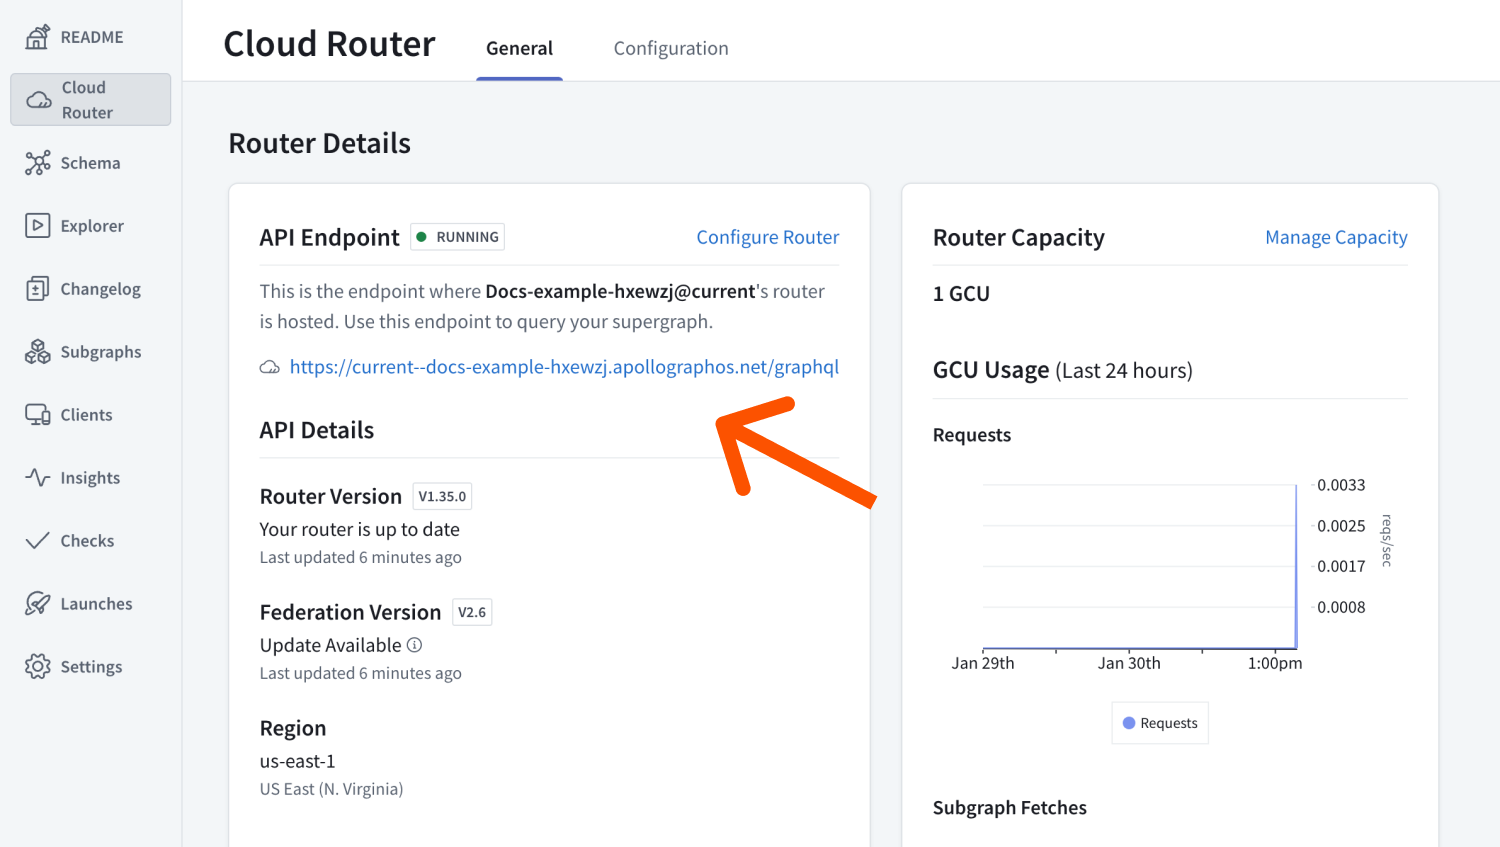 README
Cloud
Router
Schema
Explorer
Changelog
Subgraphs
Clients
Insights
Checks
Launches
Settings
Cloud Router
General
Configuration
Router Details
API Endpoint
RUNNING
Configure Router
This is the endpoint where Docs-example-hxewzj@current's router
is hosted. Use this endpoint to query your supergraph.
https://current--docs-example-hxewzj.apollographos.net/graphql
API Details
Router Version V1.35.0
Your router is up to date
Last updated 6 minutes ago
Federation Version V2.6
Update Available
Last updated 6 minutes ago
Region
us-east-1
US East (N. Virginia)
Router Capacity
Manage Capacity
1 GCU
GCU Usage (Last 24 hours)
Requests
0.0033
0.0025
0.0017
0.0008
reqs/sec
Jan 29th
Jan 30th
1:00pm
Requests
Subgraph Fetches